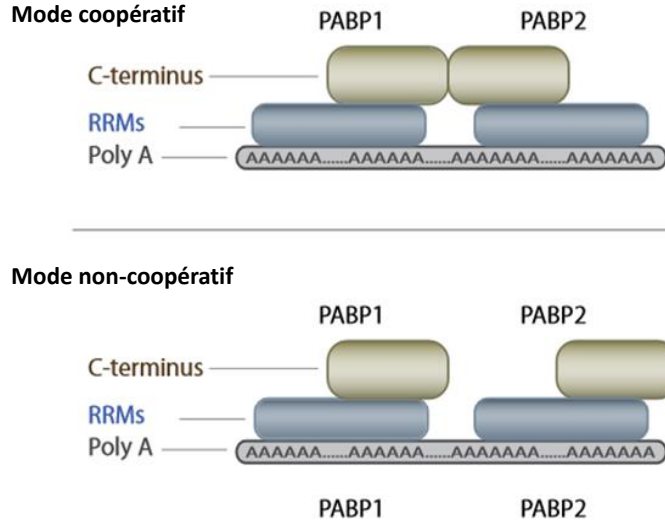 Mode coopératif
PABP1 PABP2
C-terminus
RRMs
Poly A
AAAAAA.....AAAAAA.....AAAAAAA.....AAAAAAA
Mode non-coopératif
PABP1 PABP2
C-terminus
RRMs
Poly A
AAAAAA.....AAAAAA.....AAAAAAA.....AAAAAAA
PABP1 PABP2